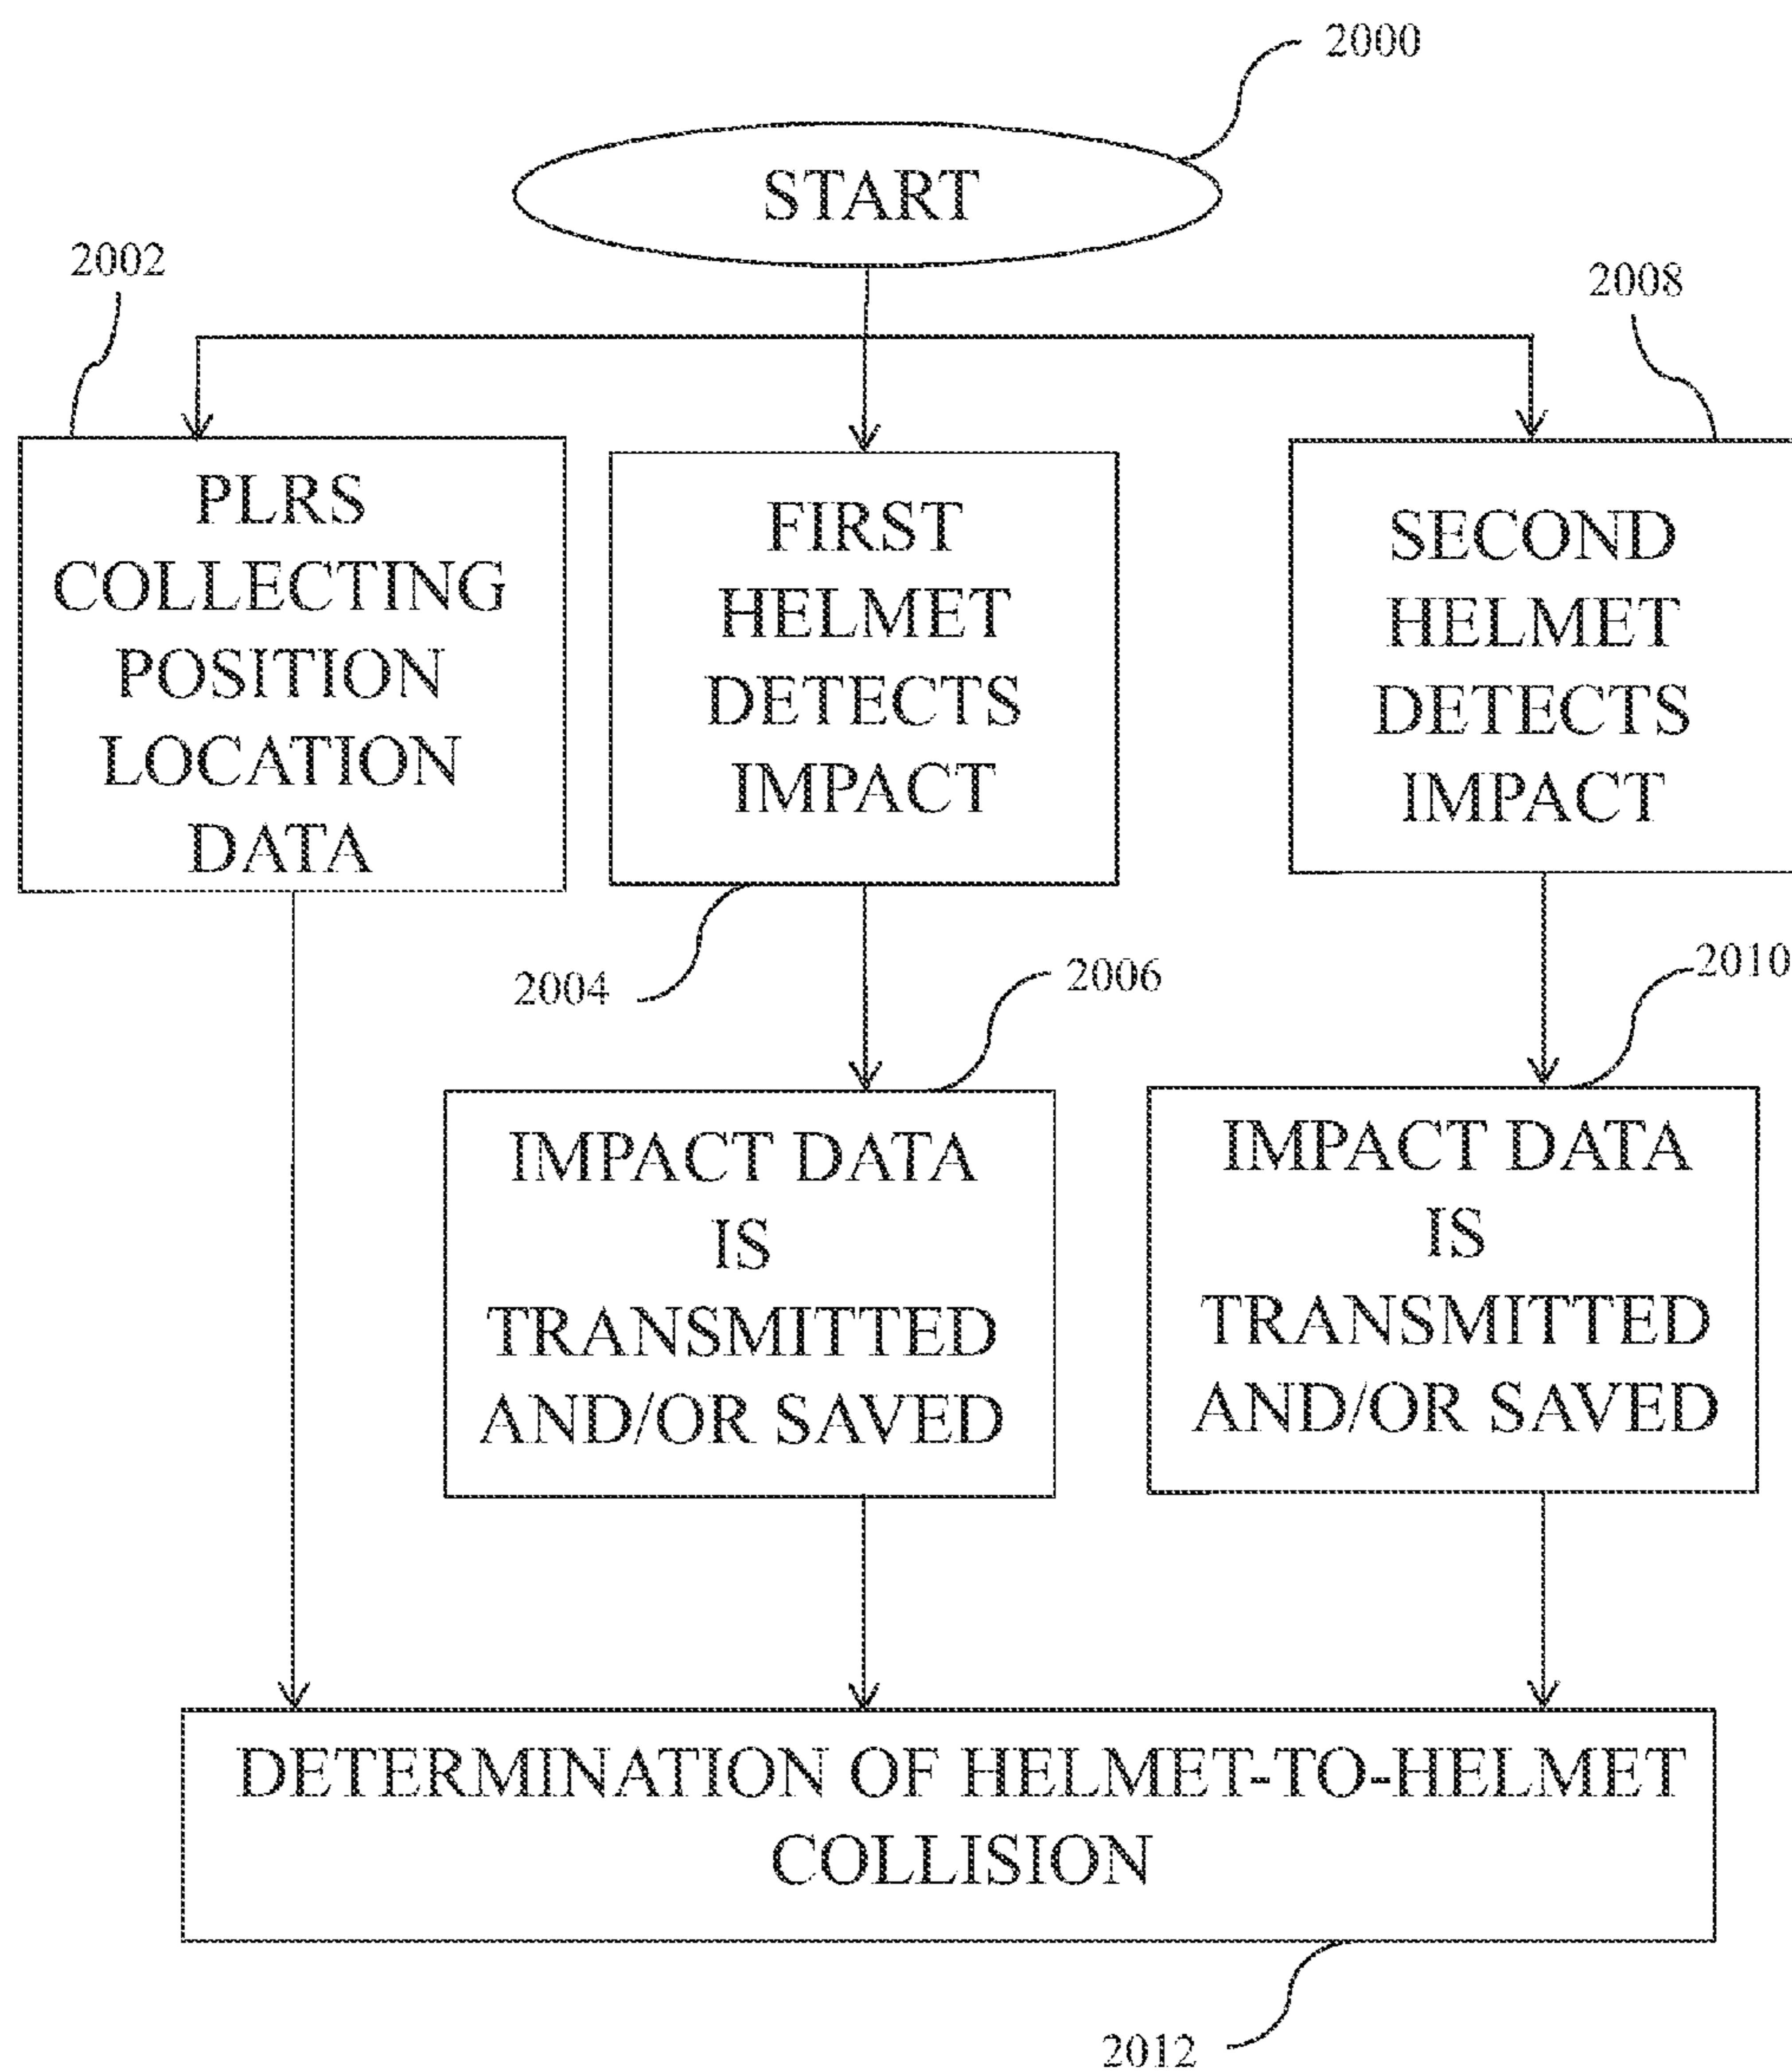 2000
START
2002
2008
PLRS
COLLECTING
POSITION
LOCATION
DATA
FIRST
HELMET
DETECTS
IMPACT
SECOND
HELMET
DETECTS
IMPACT
2004
2006
2010
IMPACT DATA
IS
TRANSMITTED
AND/OR SAVED
IMPACT DATA
IS
TRANSMITTED
AND/OR SAVED
DETERMINATION OF HELMET-TO-HELMET
COLLISION
2012